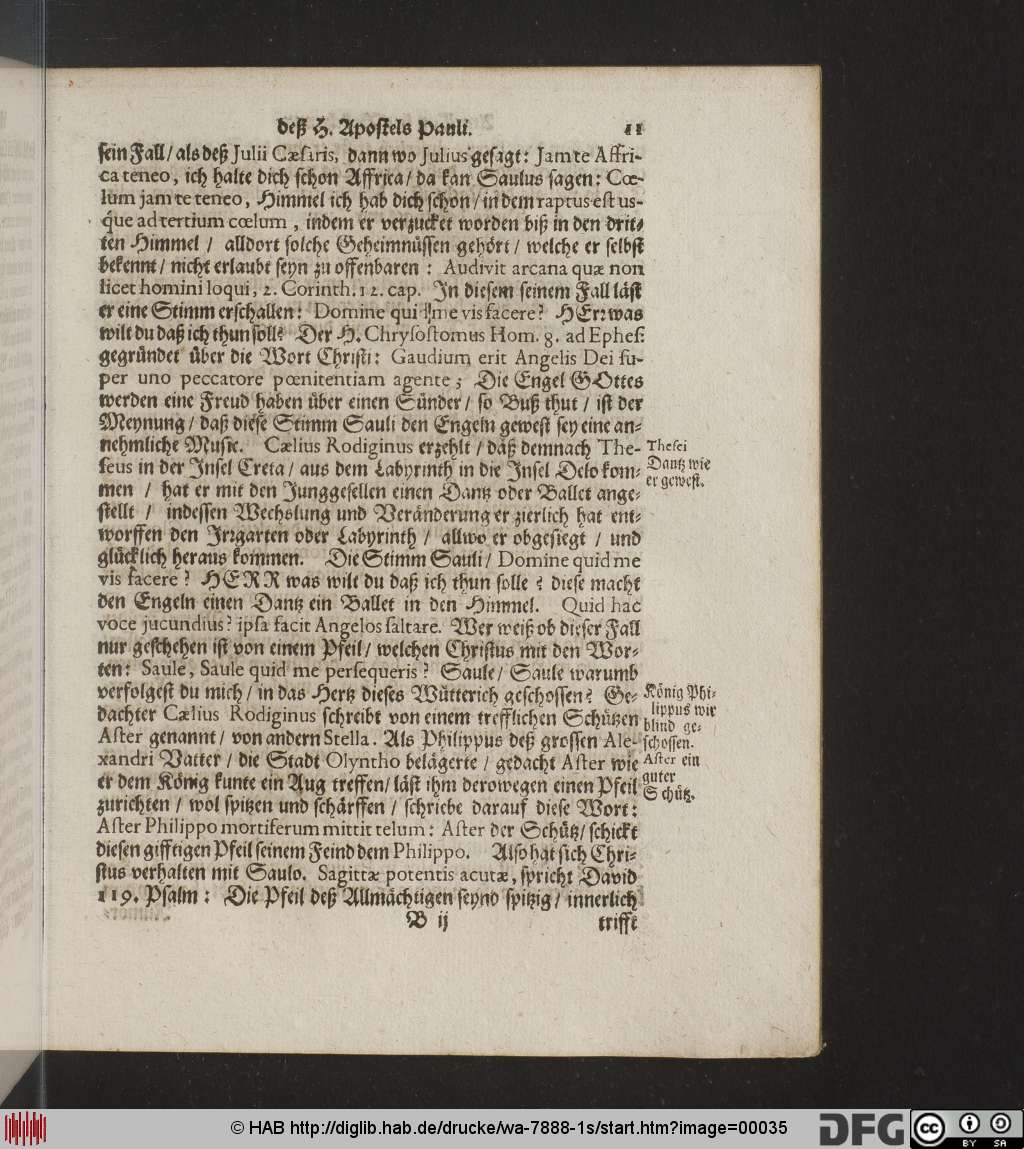 deß H. Apostels Pauli. 11
sein Fall/ als deß Julii Cæsaris, dann wo Julius gesagt: Jam te Affri-
ca teneo, ich halte dich schon Affrica/ da kan Saulus sagen: Cœ-
lum jam te teneo, Himmel ich hab dich schon/ in dem raptus est us-
que ad tertium cœlum, indem er verzucket worden biß in den drit-
ten Himmel / alldort solche Geheimnüssen gehört/ welche er selbst
bekennt/ nicht erlaubt seyn zu offenbaren: Audivit arcana quæ non
licet homini loqui, 2. Corinth. 12. cap. In diesem seinem Fall läst
er eine Stimm erschallen: Domine quid me vis facere? HErr was
wilt du daß ich thun soll? Der H. Chrysostomus Hom. 9. ad Ephes:
gegründet über die Wort Christi: Gaudium erit Angelis Dei su-
per uno peccatore pœnitentiam agente; Die Engel GOttes
werden eine Freud haben über einen Sünder/ so Buß thut / ist der
Meynung/ daß diese Stimm Sauli den Engeln gewest sey eine an-
nehmliche Music. Cælius Rodiginus erzehlt/ daß demnach The-
seus in der Insel Creta/ aus dem Labyrinth in die Insel Delo kom-
men / hat er mit den Junggesellen einen Dantz oder Ballet ange-
stellt / indessen Wechslung und Veränderung er zierlich hat ent-
worffen den Irrgarten oder Labyrinth/ allwo er obgesiegt / und
glücklich heraus kommen. Die Stimm Sauli/ Domine quid me
vis facere? HERR was wilt du daß ich thun solle? diese macht
den Engeln einen Dantz ein Ballet in den Himmel. Quid hac
voce jucundius? ipsa facit Angelos saltare. Wer weiß ob dieser Fall
nur geschehen ist von einem Pfeil/ welchen Christus mit den Wor-
ten: Saule, Saule quid me persequeris? Saule/ Saule warumb
verfolgest du mich/ in das Hertz dieses Wütterich geschossen? Ge-
dachter Cælius Rodiginus schreibt von einem trefflichen Schützen
Aster genannt/ von andern Stella. Als Philippus deß grossen Ale-
xandri Vatter / die Stadt Olyntho belägerte/ gedacht Aster wie
er dem König kunte ein Aug treffen/ läst ihm derowegen einen Pfeil
zurichten / wol spitzen und schärffen / schriebe darauf diese Wort:
Aster Philippo mortiferum mittit telum: Aster der Schütz/ schickt
diesen gifftigen Pfeil seinem Feind dem Philippo. Also hat sich Chri-
stus verhalten mit Saulo. Sagittæ potentis acutæ, spricht David
119. Psalm: Die Pfeil deß Allmächtigen seynd spitzig/ innerlich
B ij trifft
Thesei
Dantz wie
er gewest.
König Phi-
lippus wie
blind ge-
schossen.
Aster ein
guter
Schütz.
© HAB http://diglib.hab.de/drucke/wa-7888-1s/start.htm?image=00035
DFG
cc BY SA